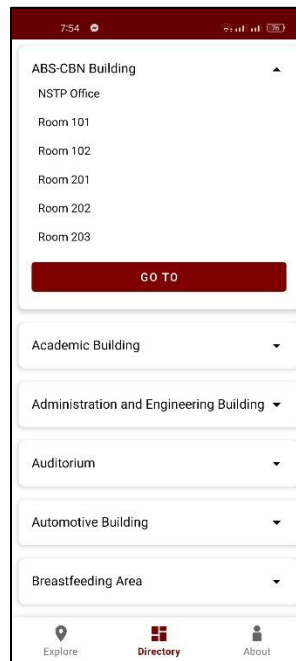 7:54
76
ABS-CBN Building
NSTP Office
Room 101
Room 102
Room 201
Room 202
Room 203
GO TO
Academic Building
Administration and Engineering Building
Auditorium
Automotive Building
Breastfeeding Area
Explore
Directory
About